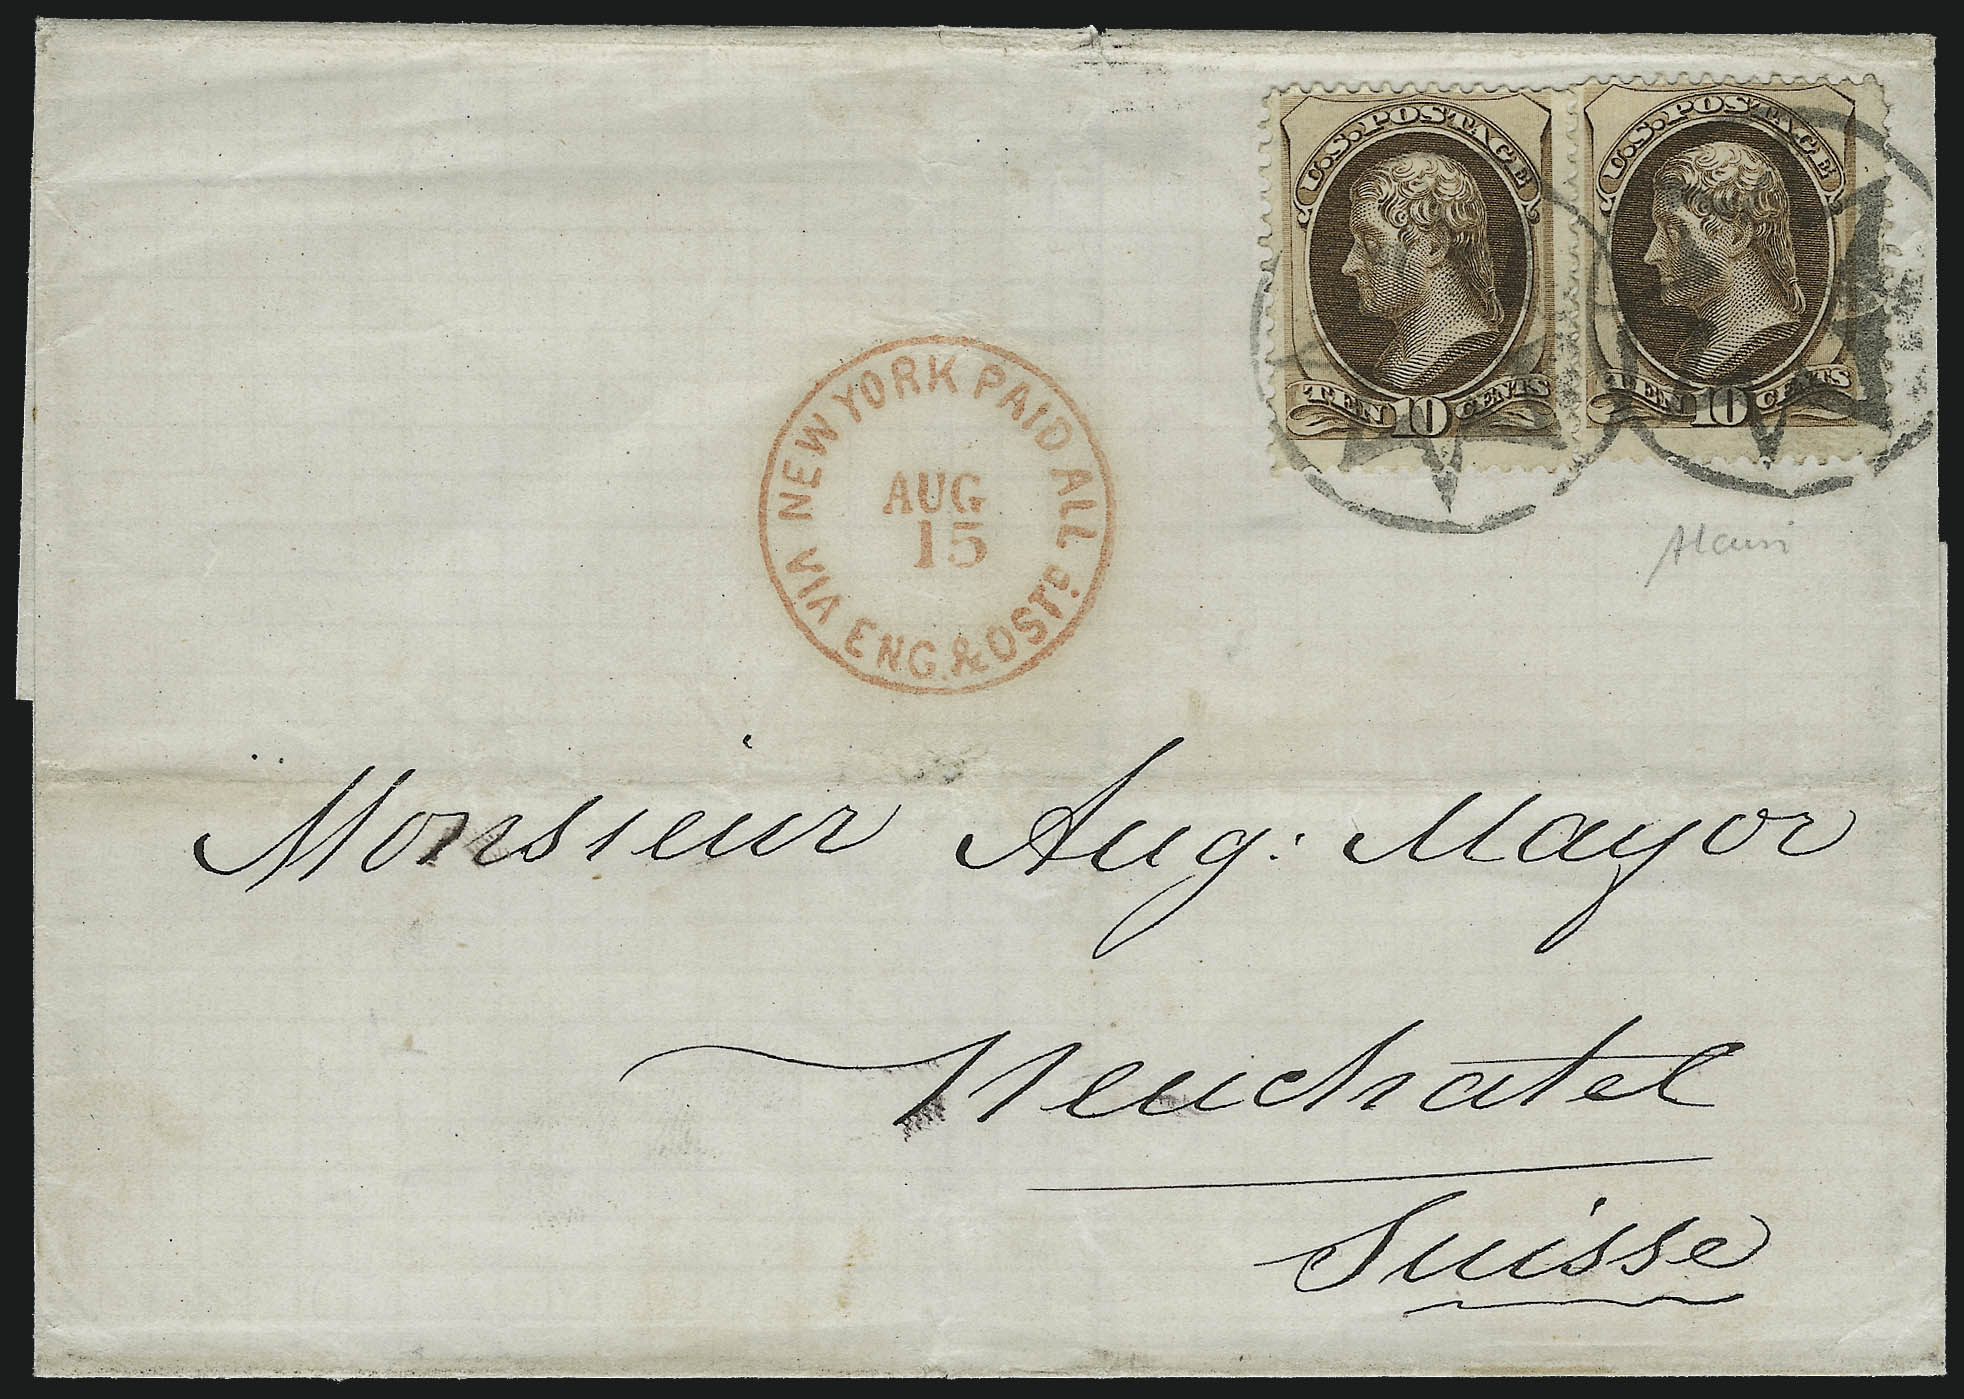 U.S. POSTAGE
TEN 10 CENTS
U.S. POSTAGE
TEN 10 CENTS
NEW YORK PAID ALL
VIA ENG. & OSTD.
AUG
15
Monsieur Aug: Mayor
Neuchatel
Suisse